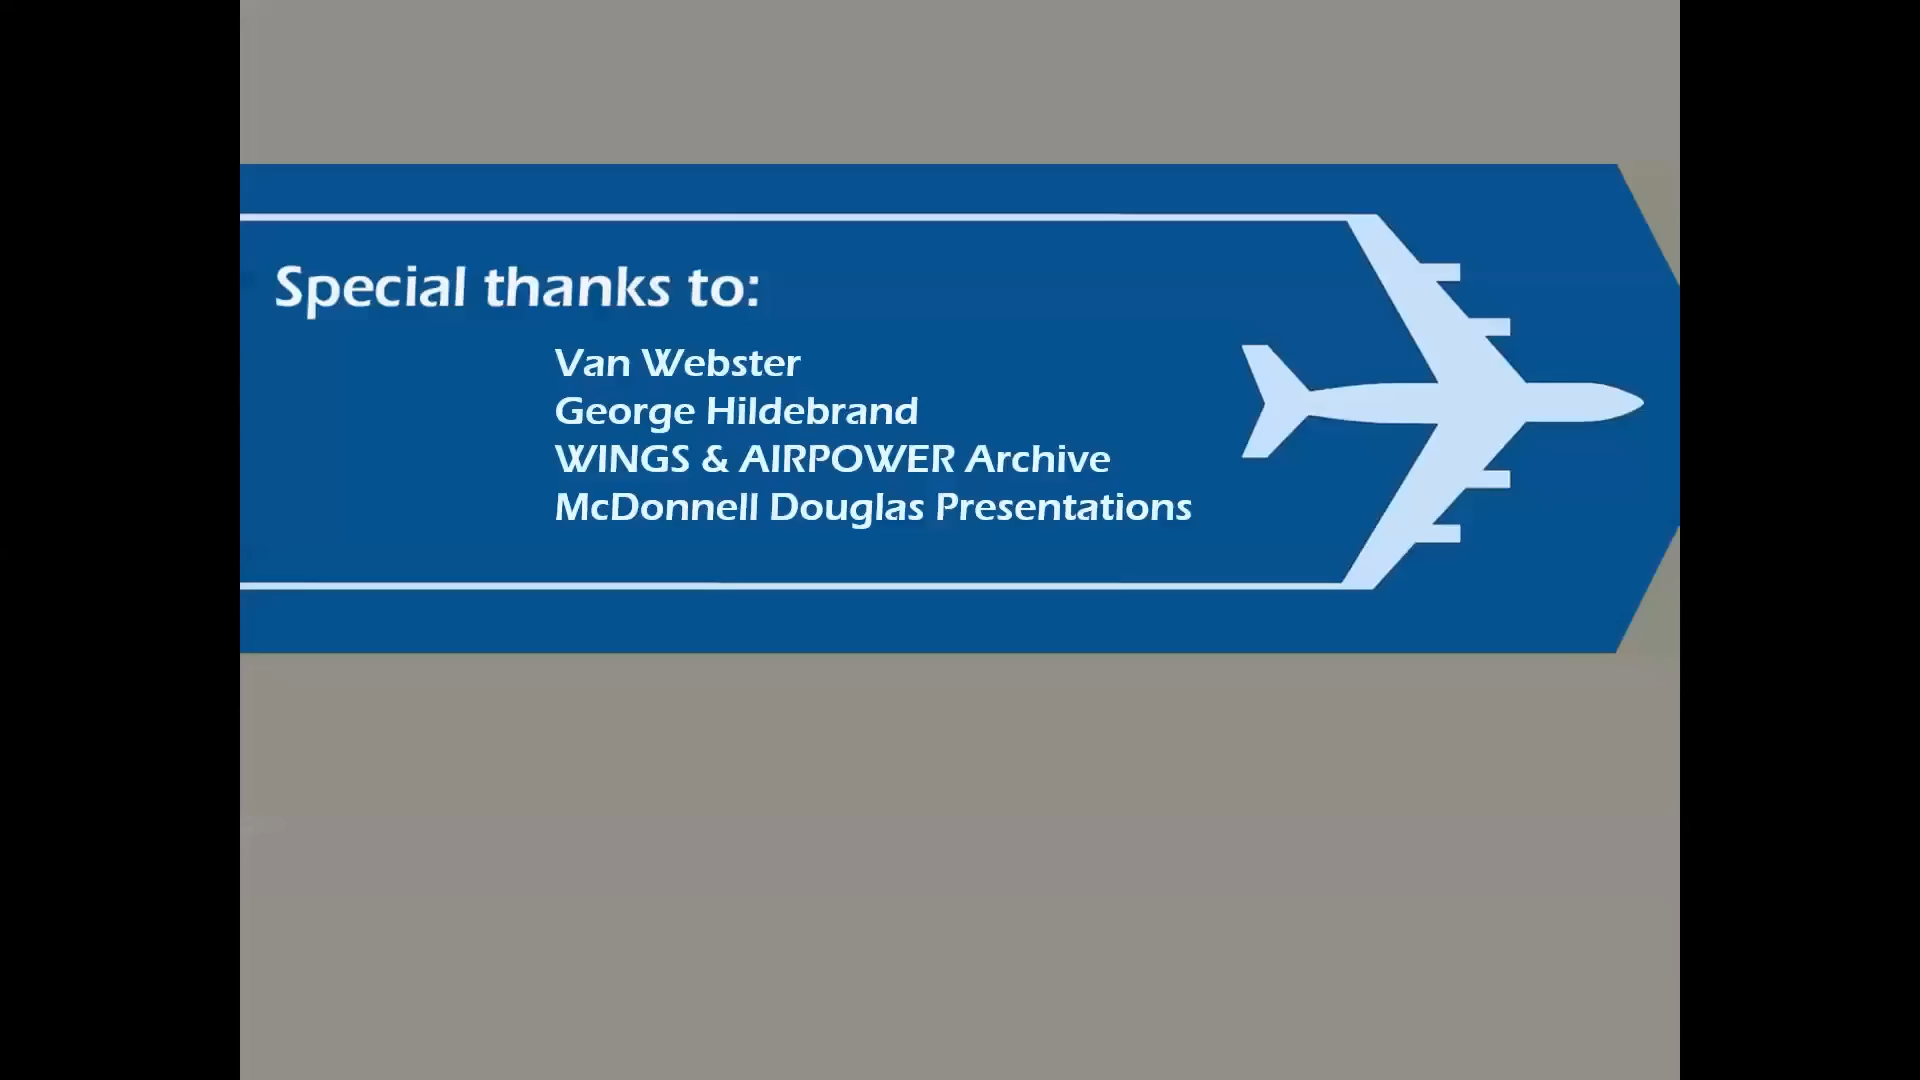 Special thanks to:
Van Webster
George Hildebrand
WINGS & AIRPOWER Archive
McDonnell Douglas Presentations